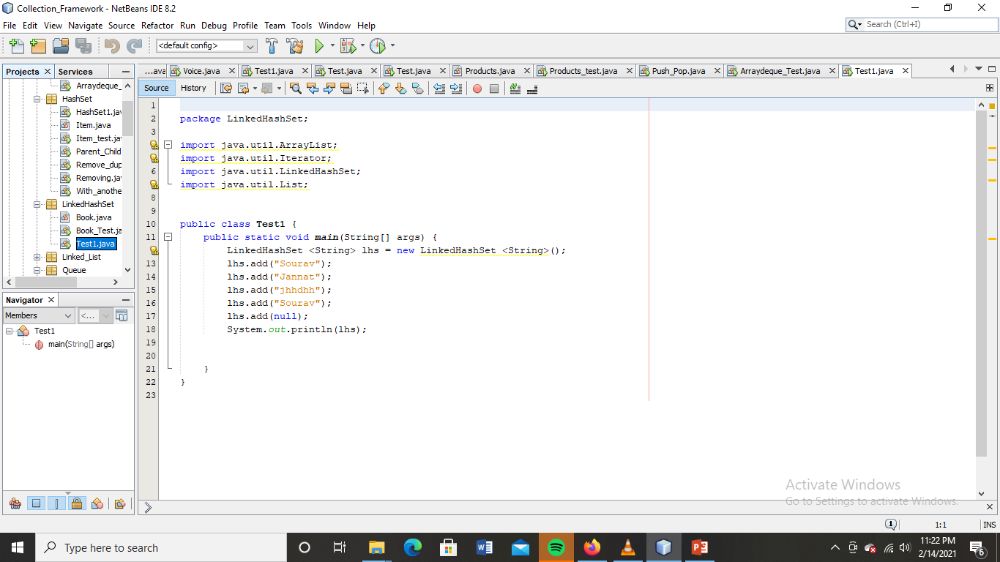 Collection_Framework - NetBeans IDE 8.2
File Edit View Navigate Source Refactor Run Debug Profile Team Tools Window Help
Search (Ctrl+I)
<default config>
Projects Services
...ava Voice.java Test1.java Test.java Test.java Products.java Products_test.java Push_Pop.java Arraydeque_Test.java Test1.java
Source History
Arraydeque_
HashSet
HashSet1.jav
Item.java
Item_test.jav
Parent_Child
Remove_dup
Removing.jav
With_anothe
LinkedHashSet
Book.java
Book_Test.ja
Test1.java
Linked_List
Queue
Navigator
Members <...
Test1
main(String[] args)
1
2 package LinkedHashSet;
3
import java.util.ArrayList;
import java.util.Iterator;
6 import java.util.LinkedHashSet;
import java.util.List;
8
9
10 public class Test1 {
11 public static void main(String[] args) {
LinkedHashSet <String> lhs = new LinkedHashSet <String>();
13 lhs.add("Sourav");
14 lhs.add("Jannat");
15 lhs.add("jhhdhh");
16 lhs.add("Sourav");
17 lhs.add(null);
18 System.out.println(lhs);
19
20
21 }
22 }
23
Activate Windows
Go to Settings to activate Windows.
1 1:1 INS
Type here to search
11:22 PM
2/14/2021
6